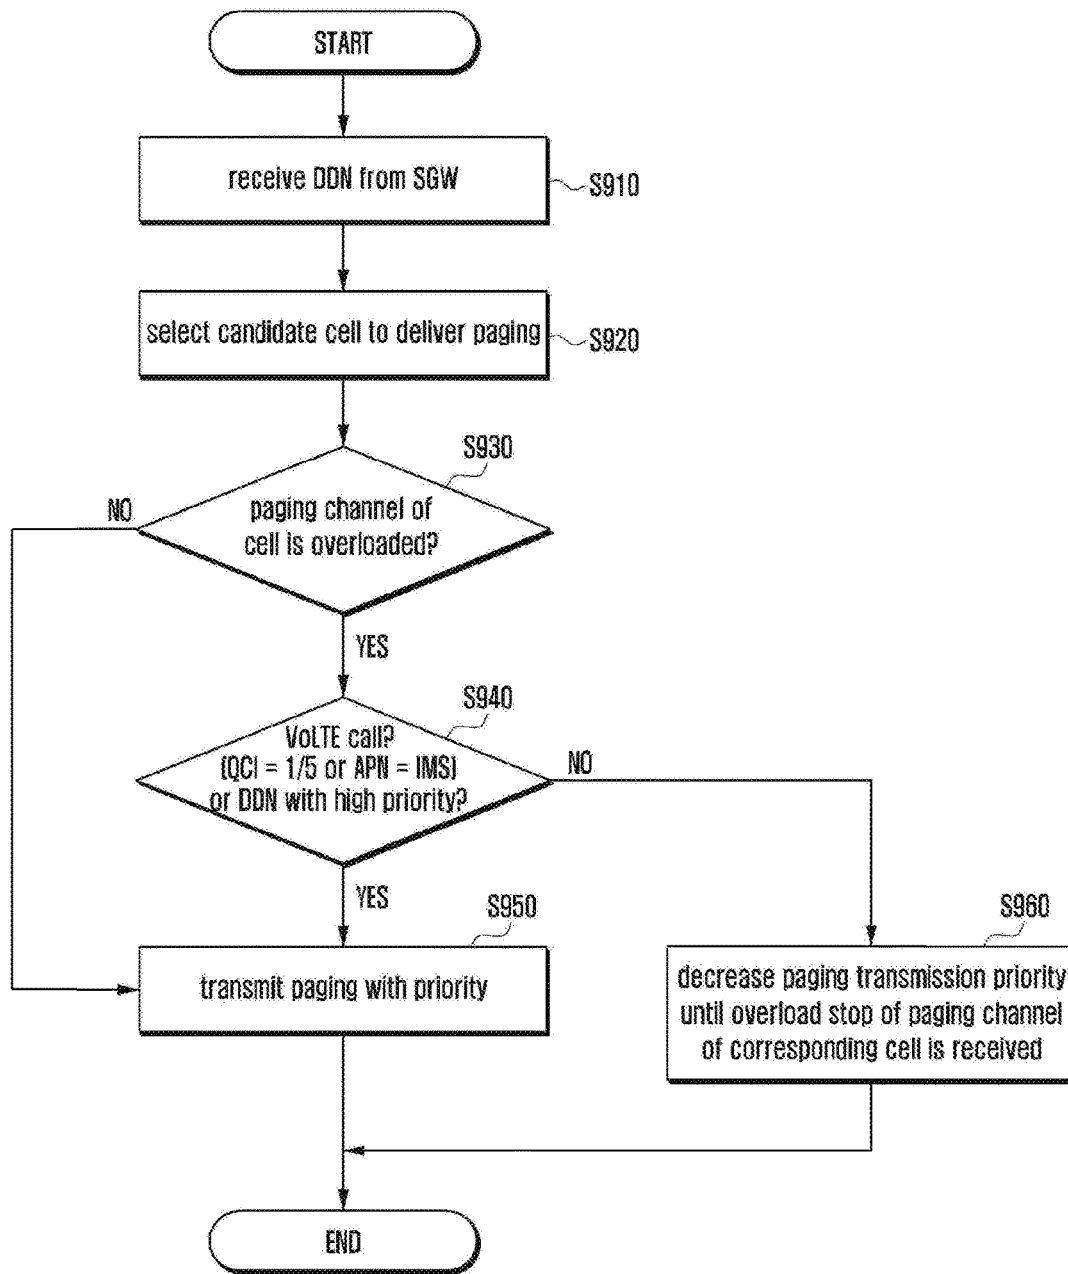 START
receive DDN from SGW
S910
select candidate cell to deliver paging
S920
S930
NO
paging channel of
cell is overloaded?
YES
S940
VoLTE call?
(QCI = 1/5 or APN = IMS)
or DDN with high priority?
NO
YES
S950
transmit paging with priority
S960
decrease paging transmission priority
until overload stop of paging channel
of corresponding cell is received
END